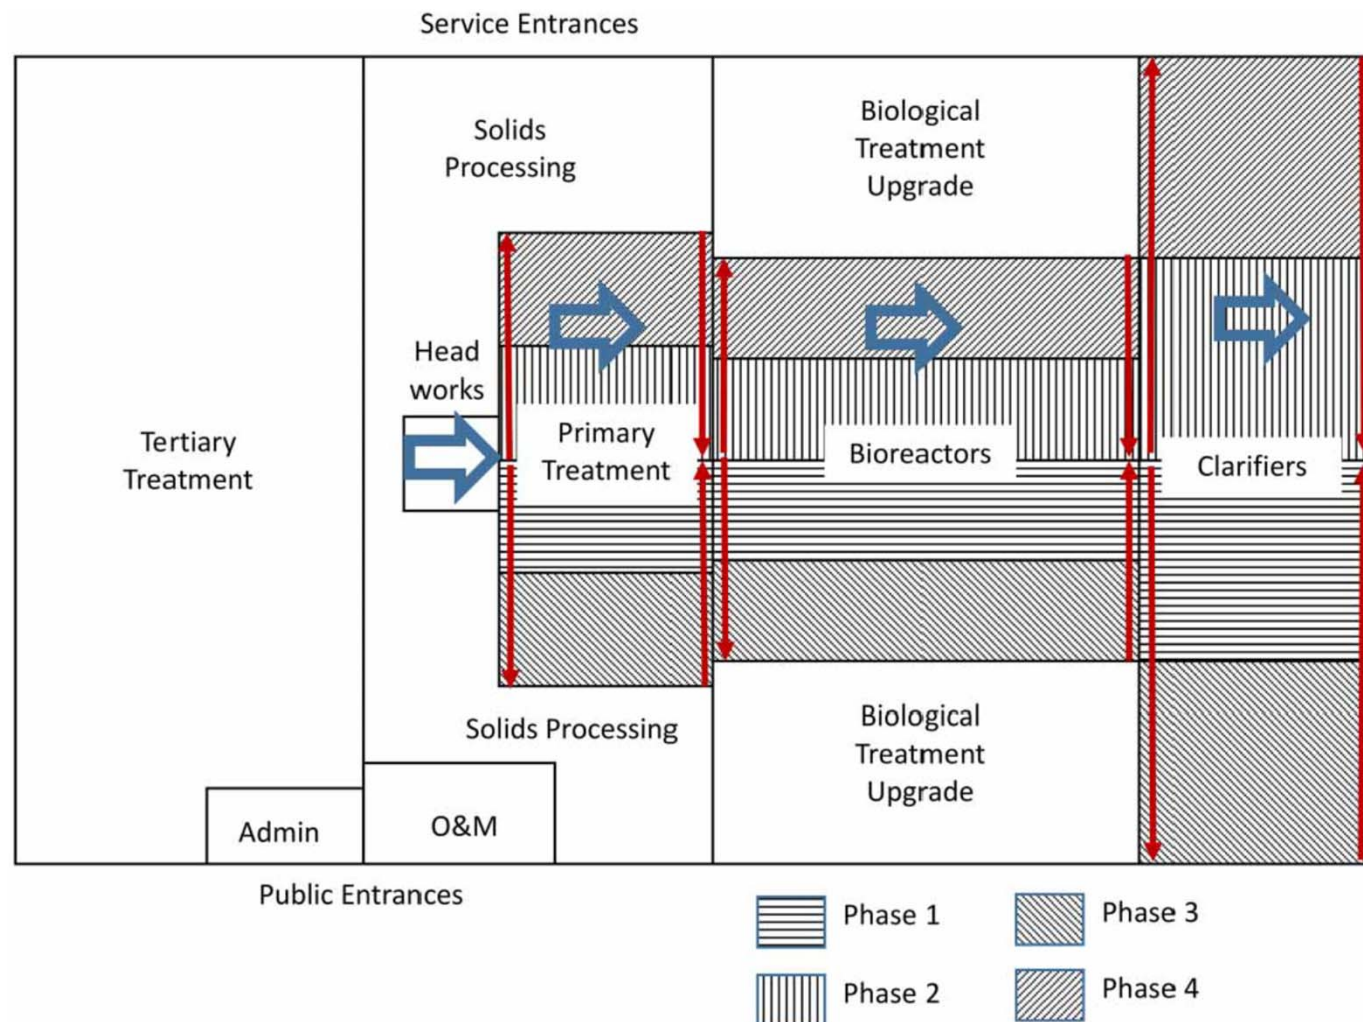 Service Entrances
Solids
Processing
Biological
Treatment
Upgrade
Head
works
Tertiary
Treatment
Primary
Treatment
Bioreactors
Clarifiers
Solids Processing
Biological
Treatment
Upgrade
Admin
O&M
Public Entrances
Phase 1
Phase 3
Phase 2
Phase 4